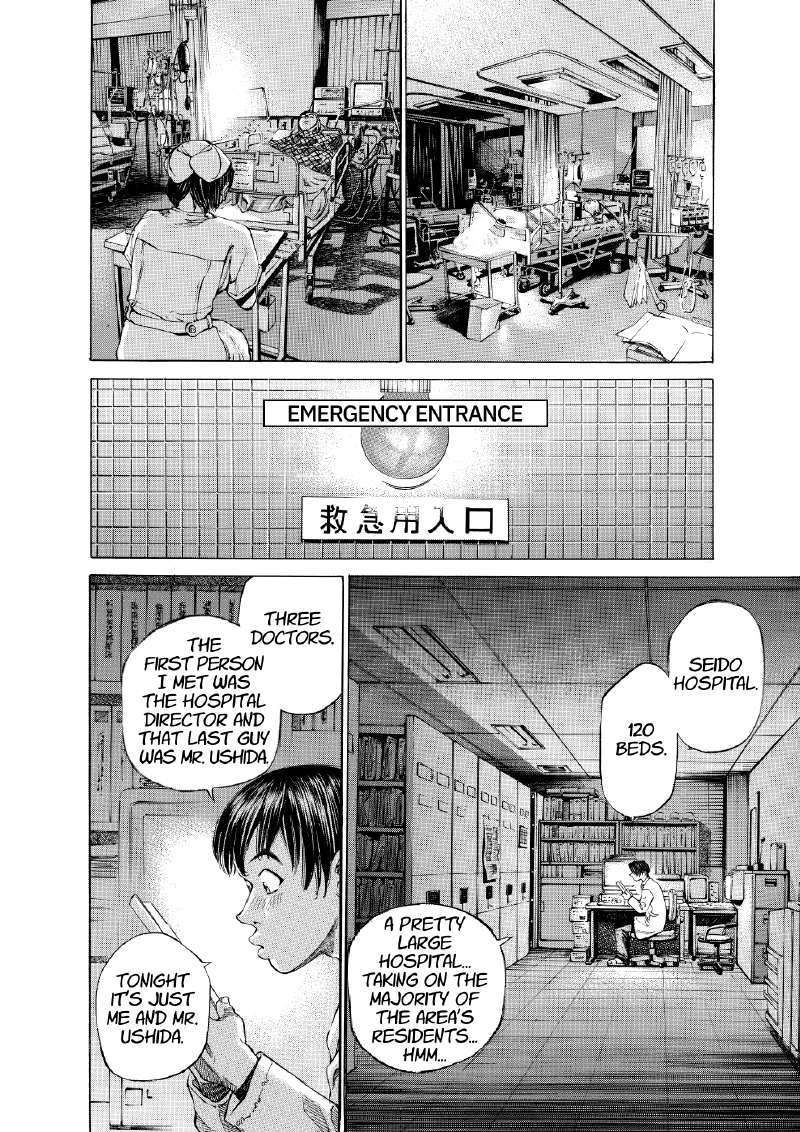 EMERGENCY ENTRANCE
救急用入口
SEIDO
HOSPITAL.
120
BEDS.
A PRETTY
LARGE
HOSPITAL...
TAKING ON THE
MAJORITY OF
THE AREA'S
RESIDENTS...
HMM...
THREE
DOCTORS.
THE
FIRST PERSON
I MET WAS
THE HOSPITAL
DIRECTOR AND
THAT LAST GUY
WAS MR. USHIDA.
TONIGHT
IT'S JUST
ME AND MR.
USHIDA.